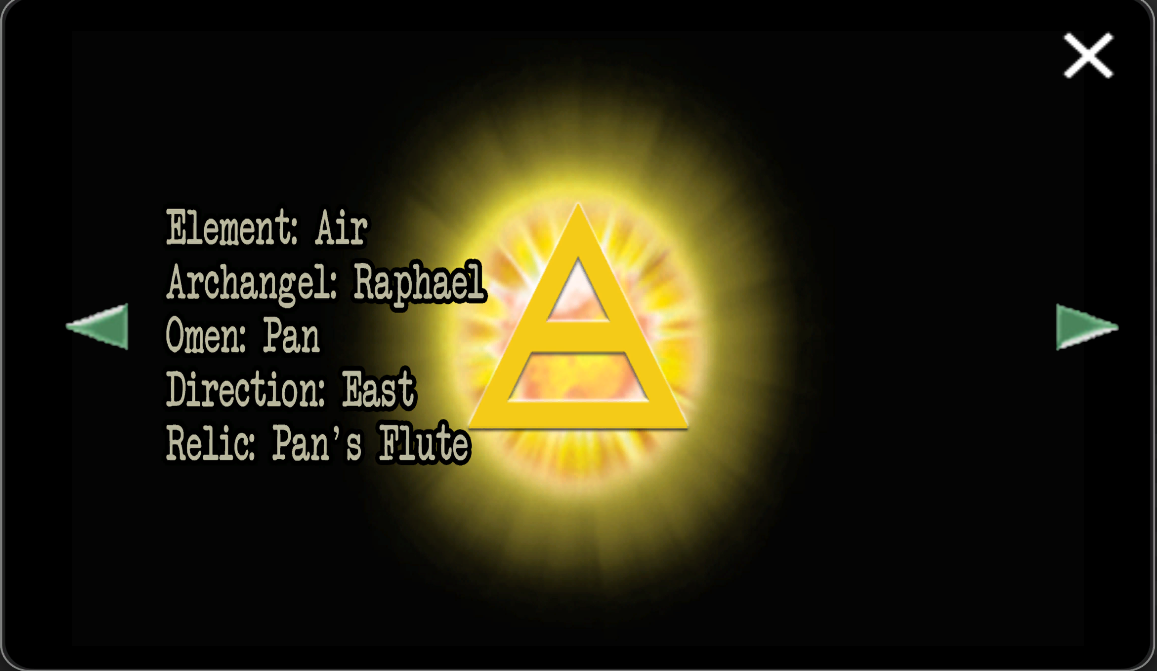 Element: Air
Archangel: Raphael
Omen: Pan
Direction: East
Relic: Pan's Flute